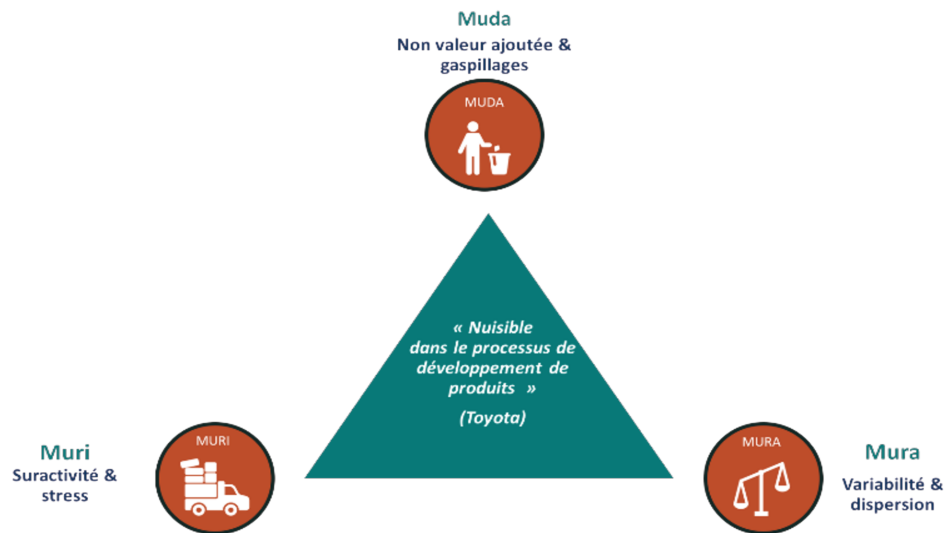 Muda
Non valeur ajoutée &
gaspillages
MUDA
« Nuisible
dans le processus de
développement de
produits »
(Toyota)
Muri
Suractivité &
stress
MURI
MURA
Mura
Variabilité &
dispersion